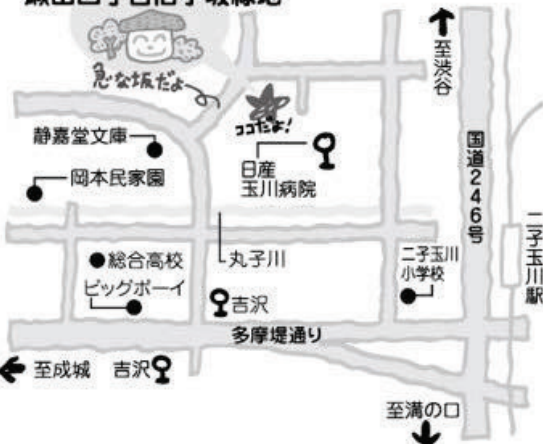 急な坂だよ
ココだよ!
至渋谷
静嘉堂文庫
岡本民家園
日産
玉川病院
国道246号
二子玉川駅
総合高校
丸子川
二子玉川
小学校
ビッグボーイ
吉沢
多摩堤通り
至成城
吉沢
至溝の口